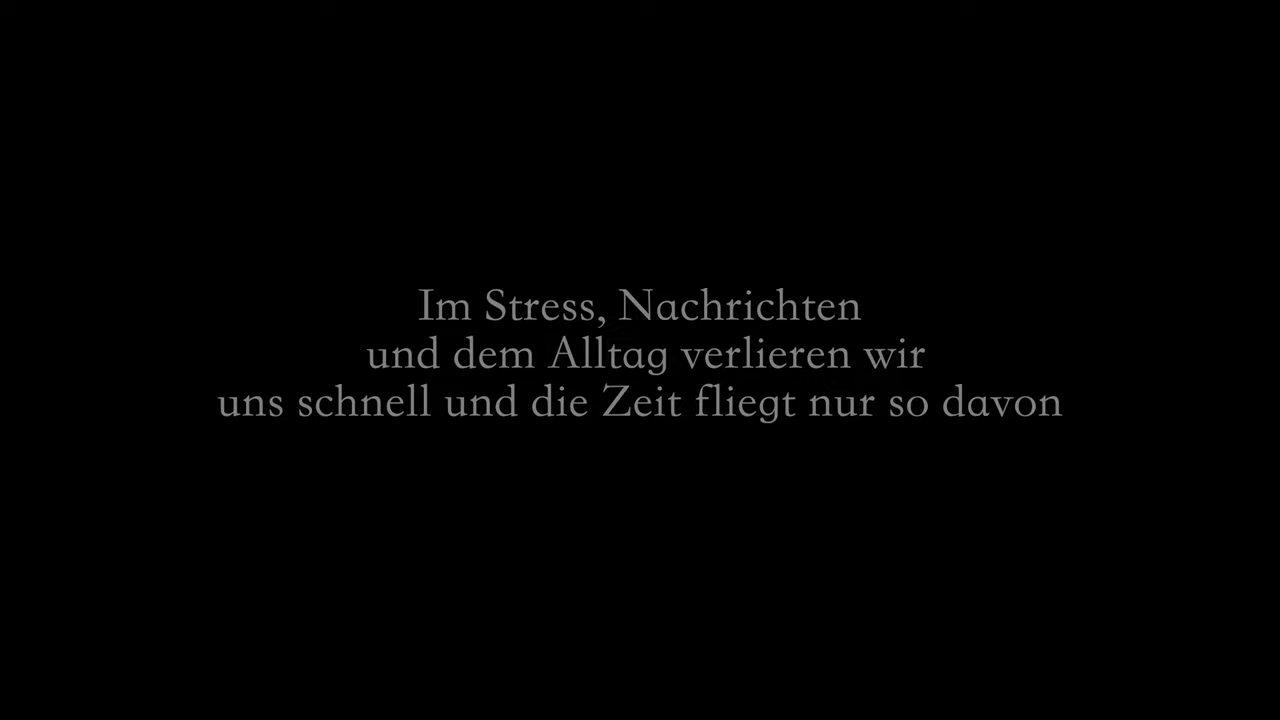 Im Stress, Nachrichten
und dem Alltag verlieren wir
uns schnell und die Zeit fliegt nur so davon